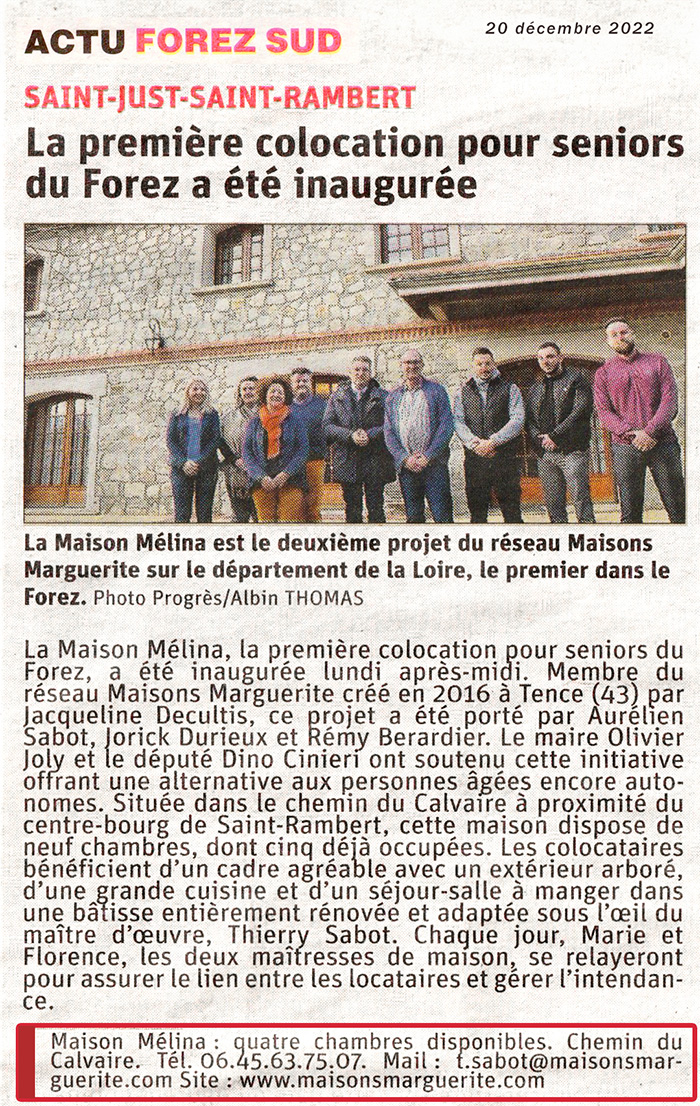 ACTU FOREZ SUD
20 décembre 2022
SAINT-JUST-SAINT-RAMBERT
La première colocation pour seniors
du Forez a été inaugurée
La Maison Mélina est le deuxième projet du réseau Maisons
Marguerite sur le département de la Loire, le premier dans le
Forez. Photo Progrès/Albin THOMAS
La Maison Mélina, la première colocation pour seniors du
Forez, a été inaugurée lundi après-midi. Membre du
réseau Maisons Marguerite créé en 2016 à Tence (43) par
Jacqueline Decultis, ce projet a été porté par Aurélien
Sabot, Jorick Durieux et Rémy Berardier. Le maire Olivier
Joly et le député Dino Cinieri ont soutenu cette initiative
offrant une alternative aux personnes âgées encore auto-
nomes. Située dans le chemin du Calvaire à proximité du
centre-bourg de Saint-Rambert, cette maison dispose de
neuf chambres, dont cinq déjà occupées. Les colocataires
bénéficient d'un cadre agréable avec un extérieur arboré,
d'une grande cuisine et d'un séjour-salle à manger dans
une bâtisse entièrement rénovée et adaptée sous l'œil du
maître d'œuvre, Thierry Sabot. Chaque jour, Marie et
Florence, les deux maîtresses de maison, se relayeront
pour assurer le lien entre les locataires et gérer l'intendan-
ce.
Maison Mélina : quatre chambres disponibles. Chemin du
Calvaire. Tél. 06.45.63.75.07. Mail : t.sabot@maisonsmar-
guerite.com Site : www.maisonsmarguerite.com